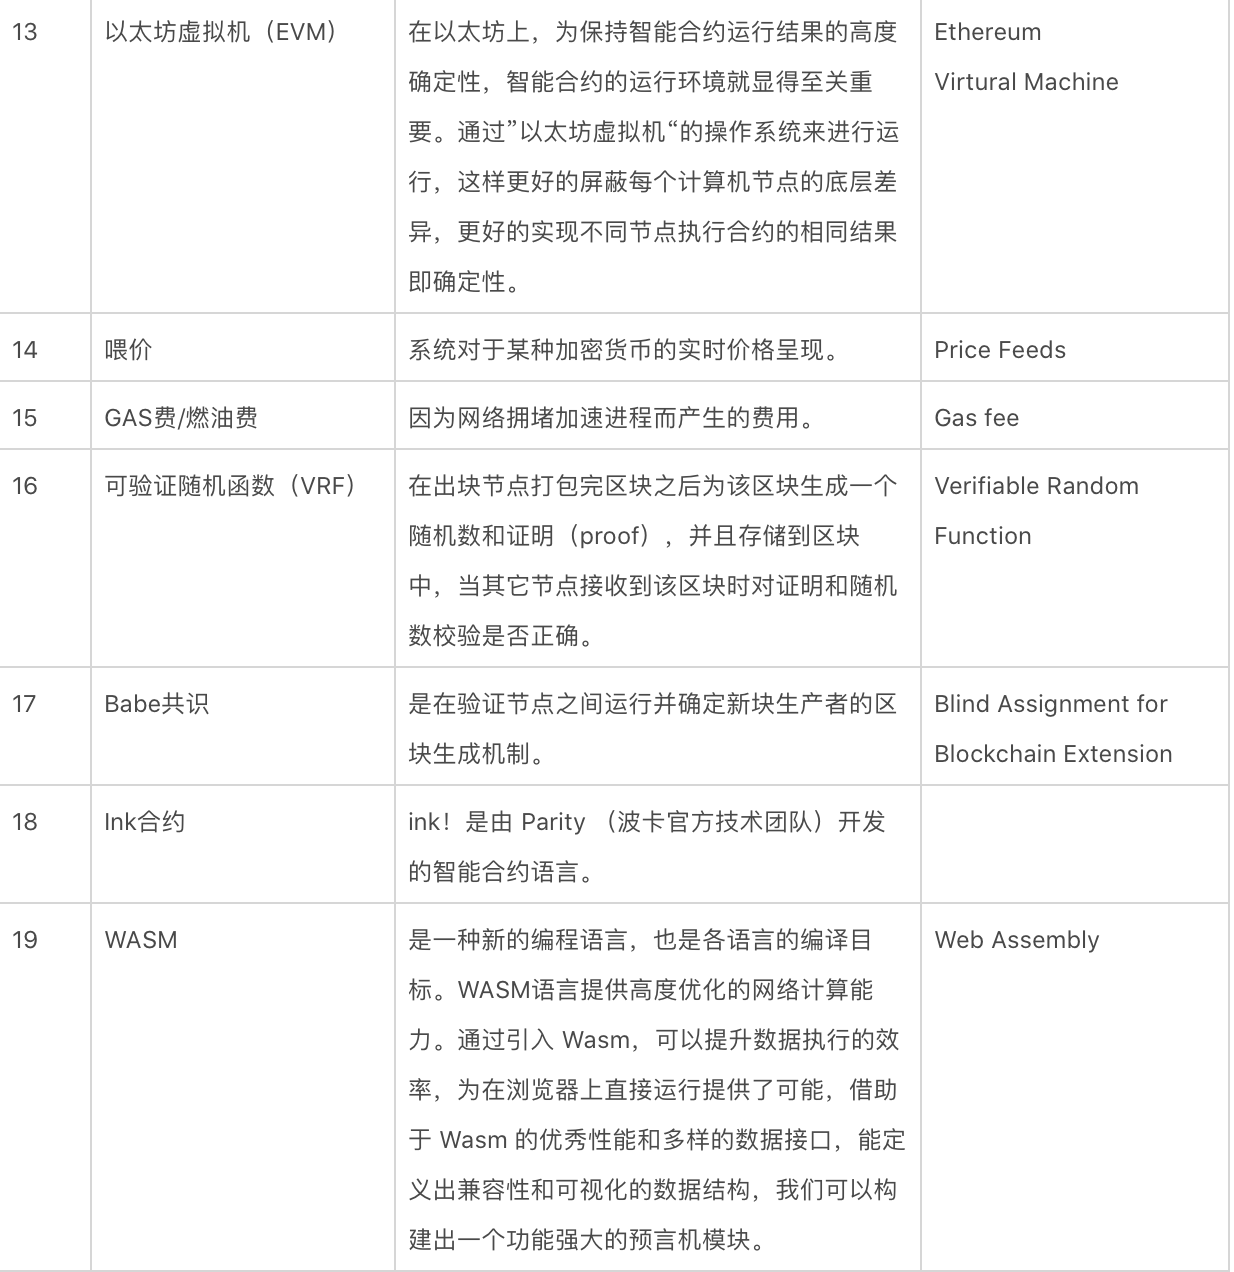 13
以太坊虚拟机（EVM）
在以太坊上，为保持智能合约运行结果的高度
确定性，智能合约的运行环境就显得至关重
要。通过”以太坊虚拟机“的操作系统来进行运
行，这样更好的屏蔽每个计算机节点的底层差
异，更好的实现不同节点执行合约的相同结果
即确定性。
Ethereum
Virtural Machine
14
喂价
系统对于某种加密货币的实时价格呈现。
Price Feeds
15
GAS费/燃油费
因为网络拥堵加速进程而产生的费用。
Gas fee
16
可验证随机函数（VRF）
在出块节点打包完区块之后为该区块生成一个
随机数和证明（proof），并且存储到区块
中，当其它节点接收到该区块时对证明和随机
数校验是否正确。
Verifiable Random
Function
17
Babe共识
是在验证节点之间运行并确定新块生产者的区
块生成机制。
Blind Assignment for
Blockchain Extension
18
Ink合约
ink！是由 Parity （波卡官方技术团队）开发
的智能合约语言。
19
WASM
是一种新的编程语言，也是各语言的编译目
标。WASM语言提供高度优化的网络计算能
力。通过引入 Wasm，可以提升数据执行的效
率，为在浏览器上直接运行提供了可能，借助
于 Wasm 的优秀性能和多样的数据接口，能定
义出兼容性和可视化的数据结构，我们可以构
建出一个功能强大的预言机模块。
Web Assembly